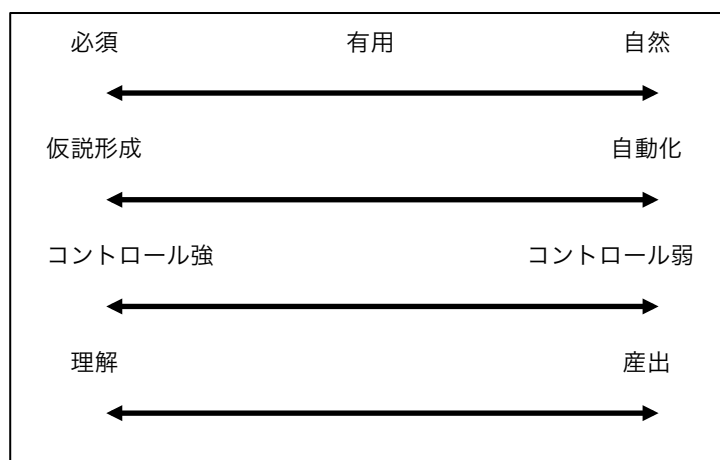 必須 有用 自然
仮説形成 自動化
コントロール強 コントロール弱
理解 産出